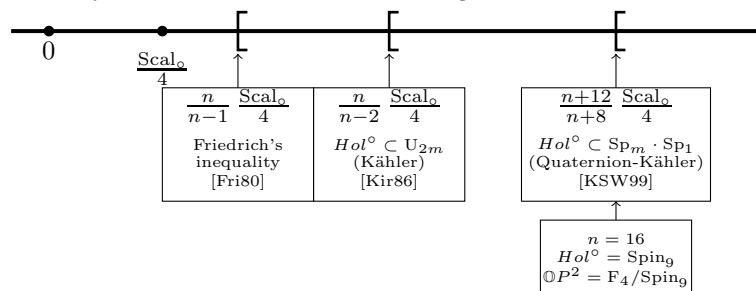 0
Scal∘/4
n/(n−1) Scal∘/4
Friedrich's
inequality
[Fri80]
n/(n−2) Scal∘/4
Hol° ⊂ U₂ₘ
(Kähler)
[Kir86]
(n+12)/(n+8) Scal∘/4
Hol° ⊂ Spₘ · Sp₁
(Quaternion-Kähler)
[KSW99]
n = 16
Hol° = Spin₉
𝕆P² = F₄/Spin₉